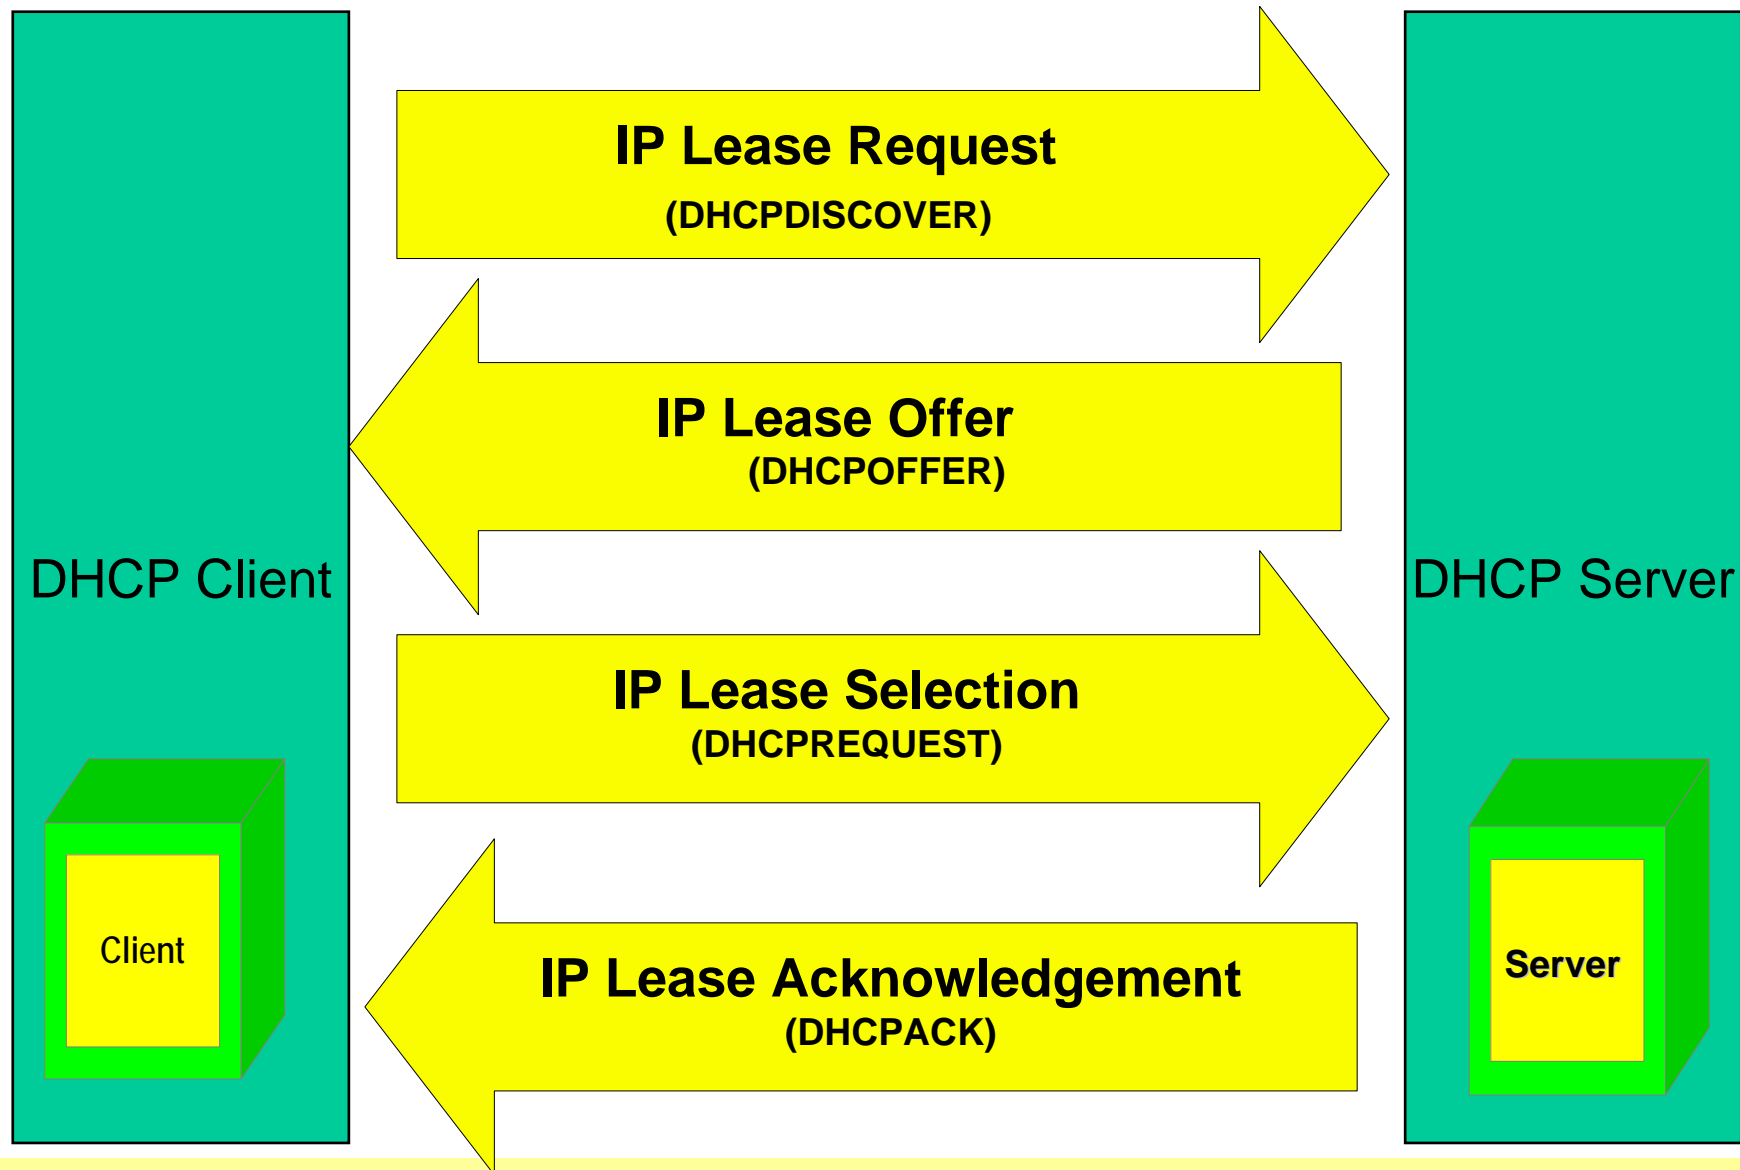 IP Lease Request
(DHCPDISCOVER)
IP Lease Offer
(DHCPOFFER)
DHCP Client
DHCP Server
IP Lease Selection
(DHCPREQUEST)
Client
Server
IP Lease Acknowledgement
(DHCPACK)